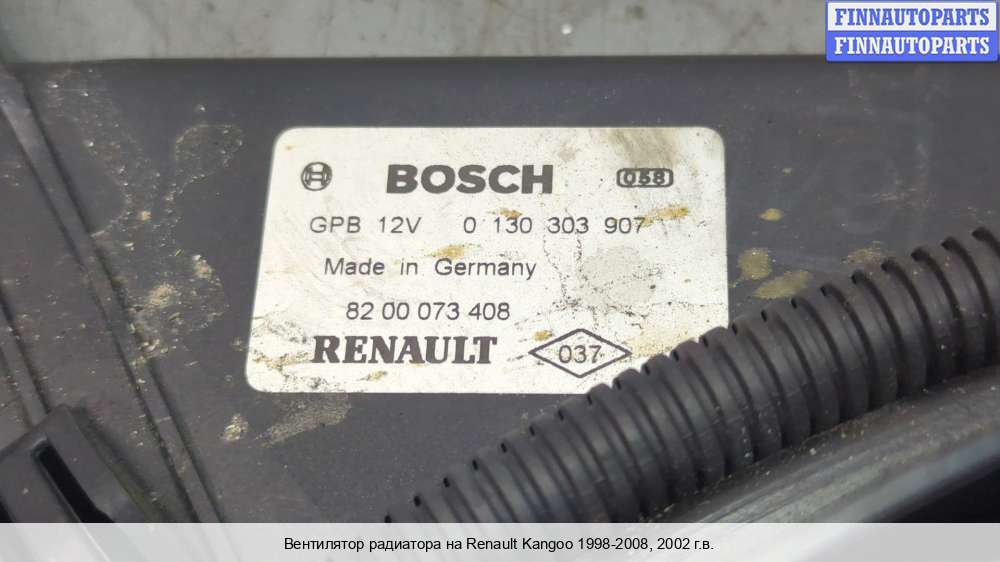 FINNAUTOPARTS
FINNAUTOPARTS
BOSCH 038
GPB 12V 0 130 303 907
Made in Germany
82 00 073 408
RENAULT 037
Вентилятор радиатора на Renault Kangoo 1998-2008, 2002 г.в.